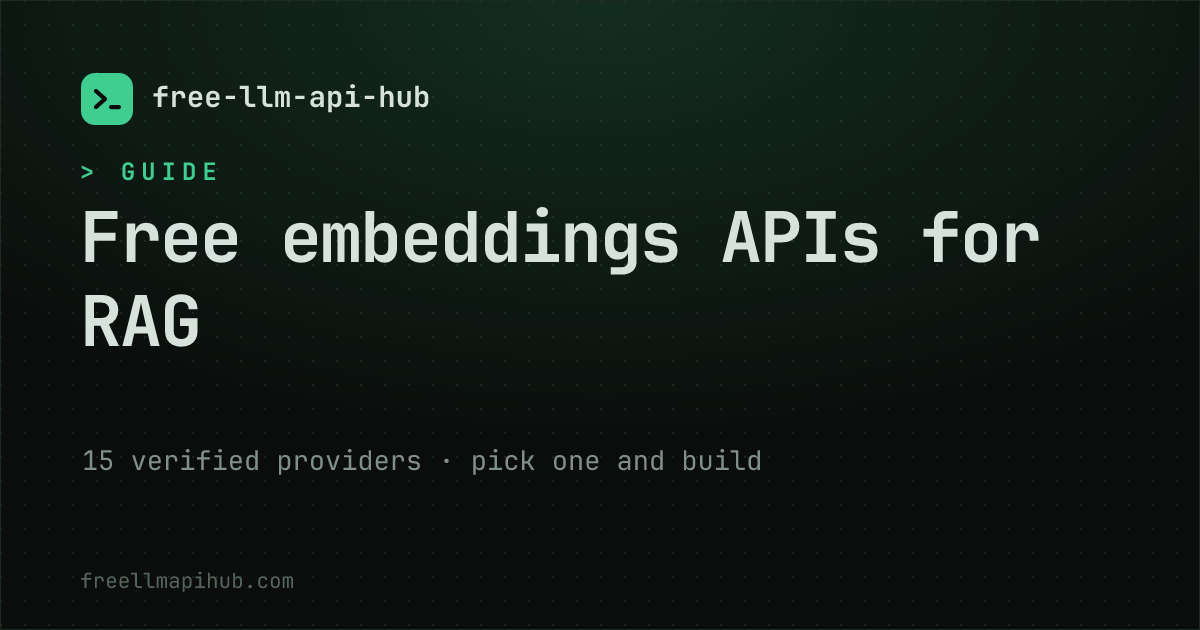 free-llm-api-hub
> GUIDE
Free embeddings APIs for
RAG
15 verified providers · pick one and build
freellmapihub.com